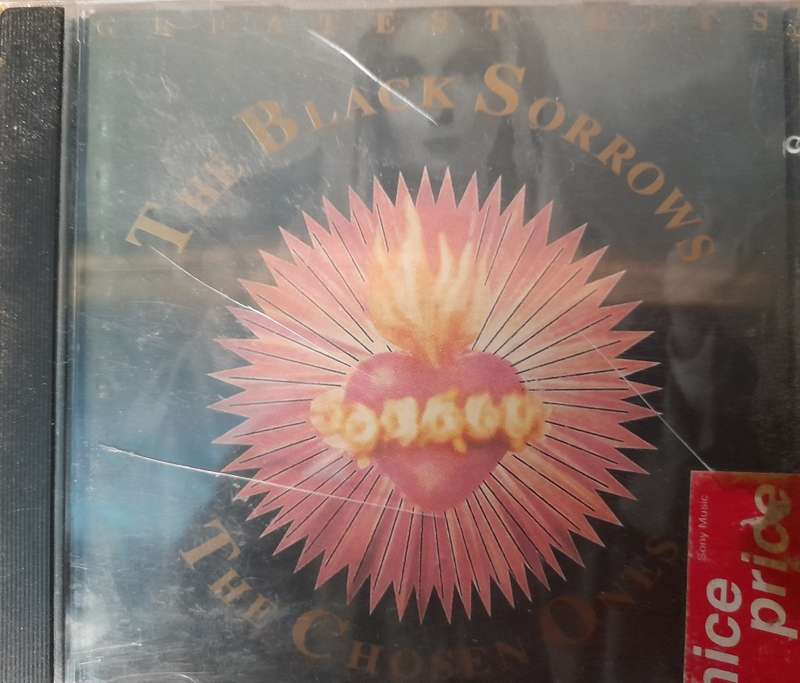 GREATEST HITS
THE BLACK SORROWS
THE CHOSEN ONES
Sony Music
nice
price